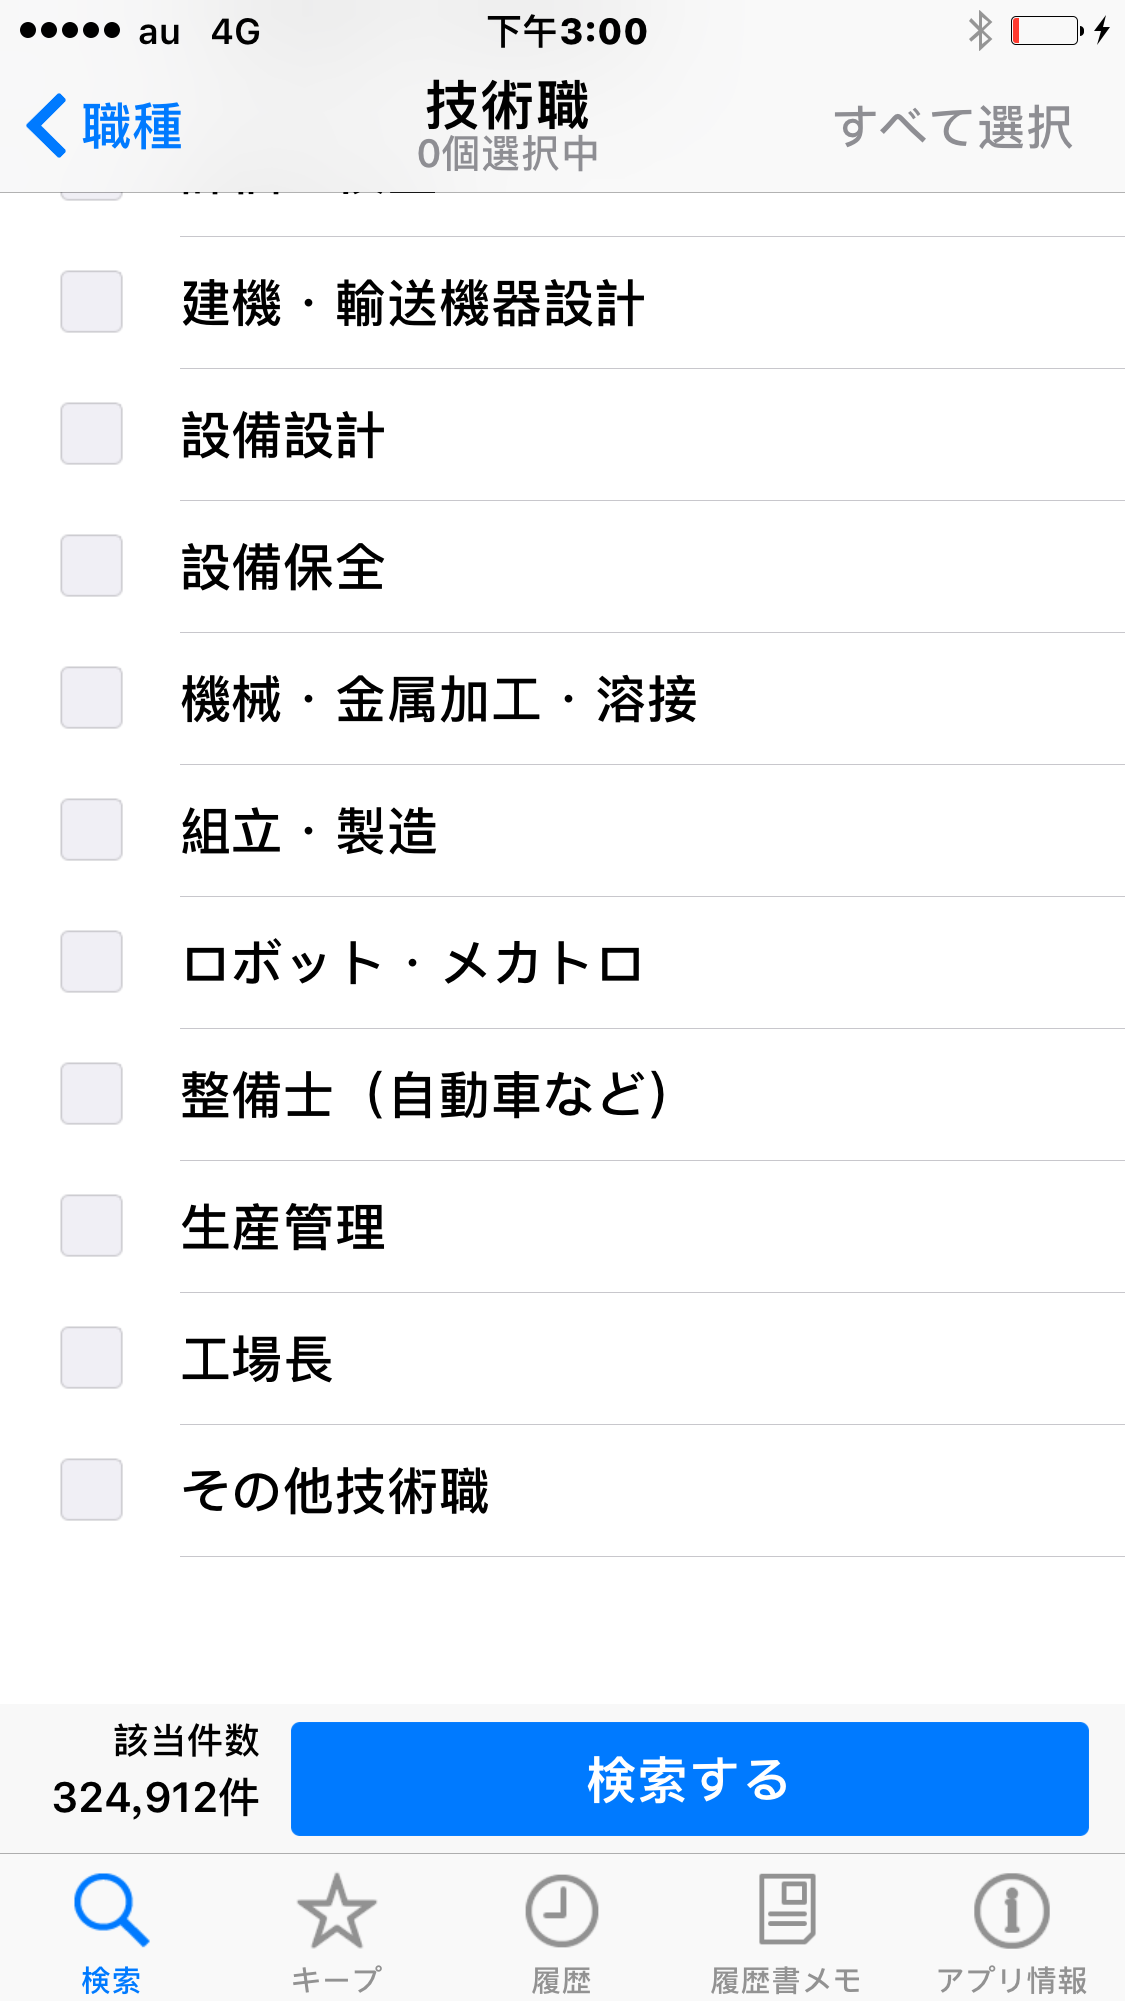 au 4G 下午3:00
職種 技術職 すべて選択
0個選択中
建機・輸送機器設計
設備設計
設備保全
機械・金属加工・溶接
組立・製造
ロボット・メカトロ
整備士（自動車など）
生産管理
工場長
その他技術職
該当件数
324,912件
検索する
検索 キープ 履歴 履歴書メモ アプリ情報